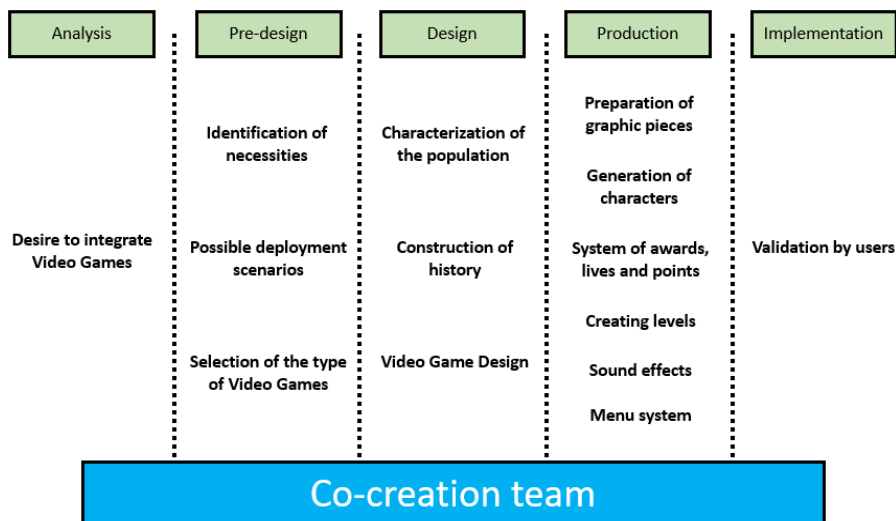 Analysis
Pre-design
Design
Production
Implementation
Desire to integrate
Video Games
Identification of
necessities
Possible deployment
scenarios
Selection of the type
of Video Games
Characterization of
the population
Construction of
history
Video Game Design
Preparation of
graphic pieces
Generation of
characters
System of awards,
lives and points
Creating levels
Sound effects
Menu system
Validation by users
Co-creation team